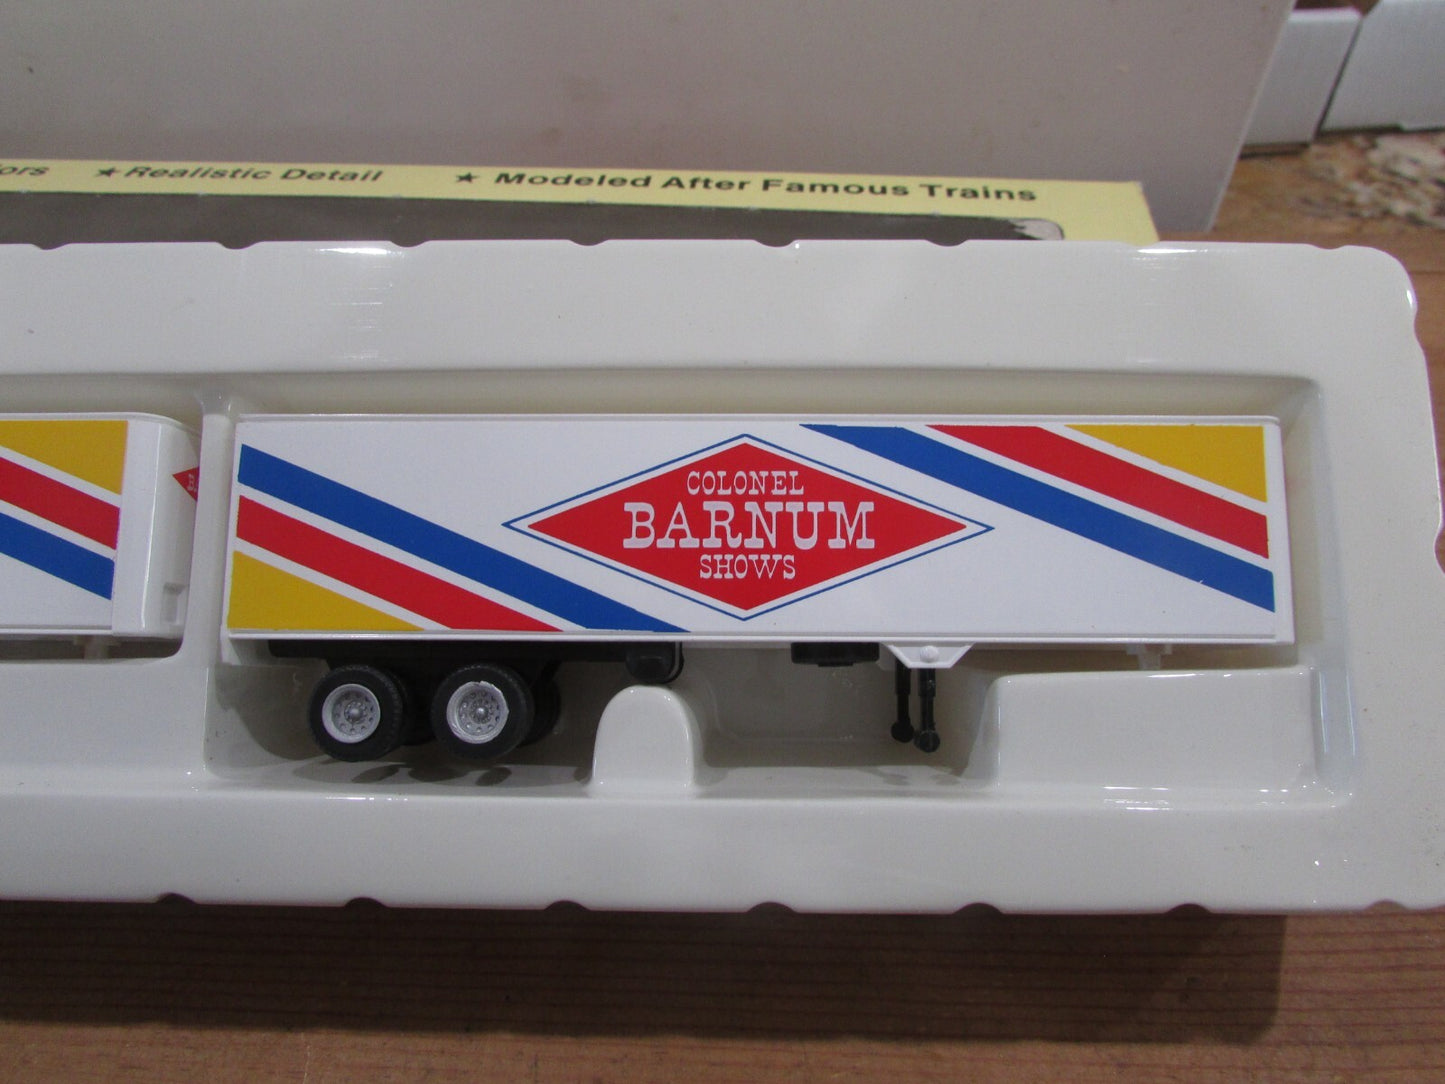 ★ Realistic Detail ★ Modeled After Famous Trains
COLONEL
BARNUM
SHOWS